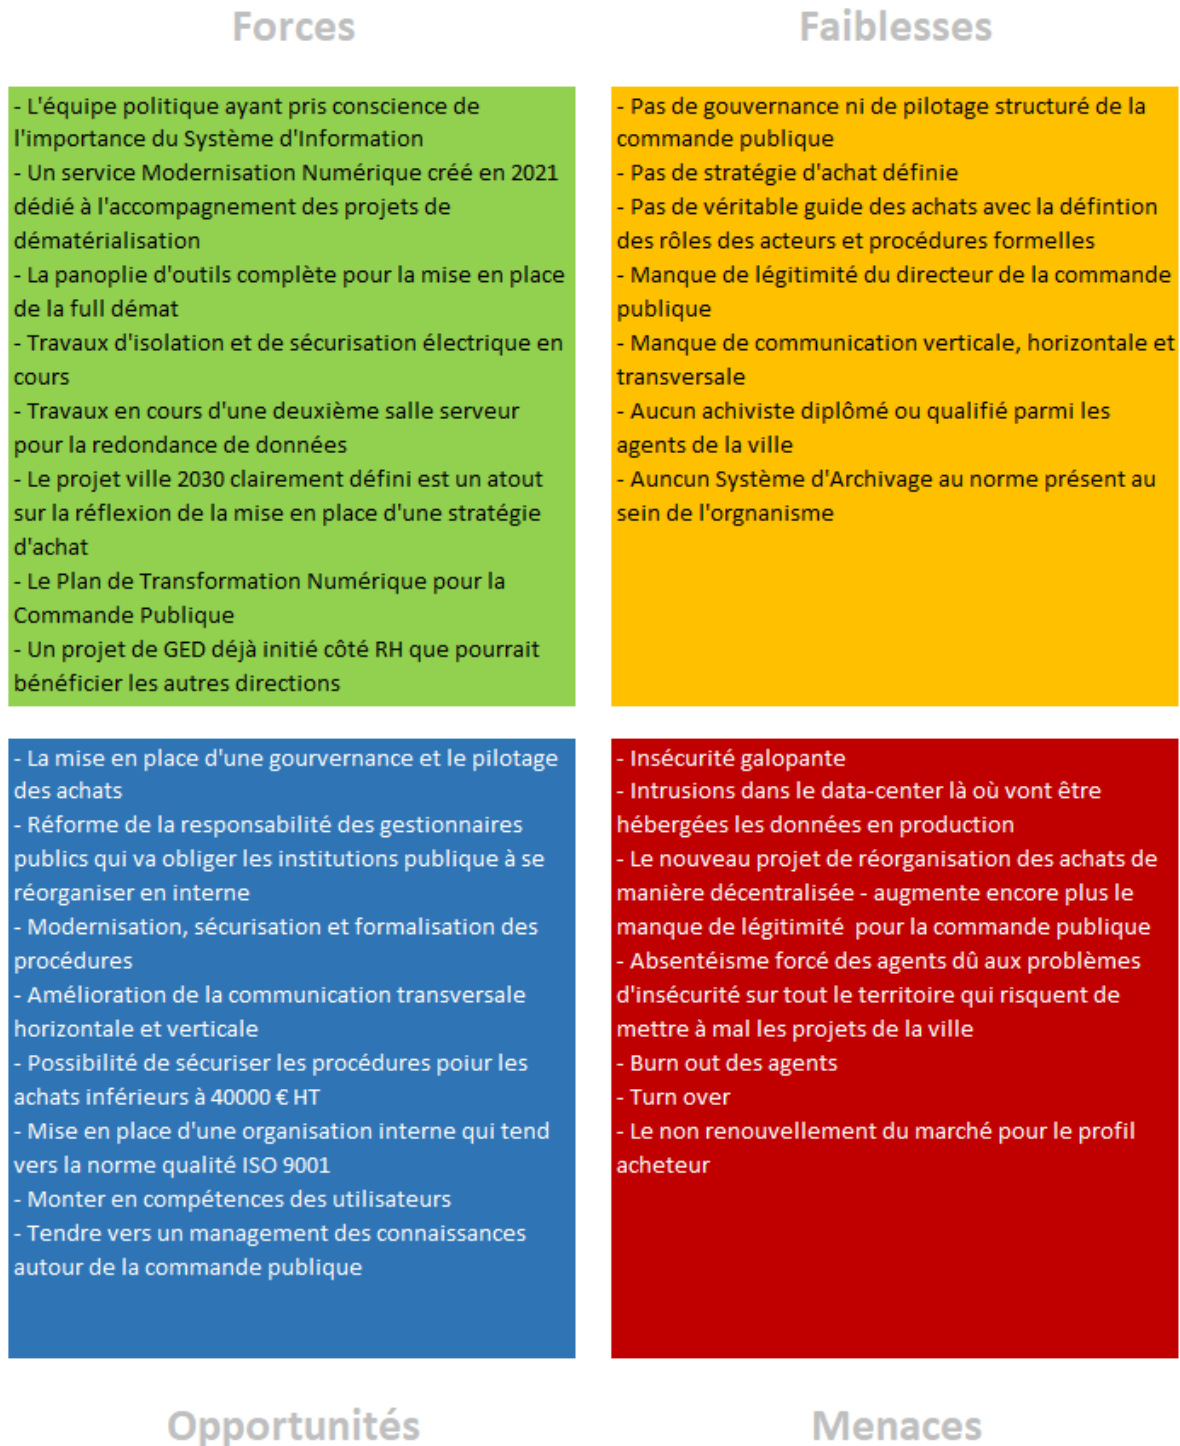 Forces
- L'équipe politique ayant pris conscience de
l'importance du Système d'Information
- Un service Modernisation Numérique créé en 2021
dédié à l'accompagnement des projets de
dématérialisation
- La panoplie d'outils complète pour la mise en place
de la full démat
- Travaux d'isolation et de sécurisation électrique en
cours
- Travaux en cours d'une deuxième salle serveur
pour la redondance de données
- Le projet ville 2030 clairement défini est un atout
sur la réflexion de la mise en place d'une stratégie
d'achat
- Le Plan de Transformation Numérique pour la
Commande Publique
- Un projet de GED déjà initié côté RH que pourrait
bénéficier les autres directions
Faiblesses
- Pas de gouvernance ni de pilotage structuré de la
commande publique
- Pas de stratégie d'achat définie
- Pas de véritable guide des achats avec la défintion
des rôles des acteurs et procédures formelles
- Manque de légitimité du directeur de la commande
publique
- Manque de communication verticale, horizontale et
transversale
- Aucun achiviste diplômé ou qualifié parmi les
agents de la ville
- Auncun Système d'Archivage au norme présent au
sein de l'orgnanisme
- La mise en place d'une gourvernance et le pilotage
des achats
- Réforme de la responsabilité des gestionnaires
publics qui va obliger les institutions publique à se
réorganiser en interne
- Modernisation, sécurisation et formalisation des
procédures
- Amélioration de la communication transversale
horizontale et verticale
- Possibilité de sécuriser les procédures poiur les
achats inférieurs à 40000 € HT
- Mise en place d'une organisation interne qui tend
vers la norme qualité ISO 9001
- Monter en compétences des utilisateurs
- Tendre vers un management des connaissances
autour de la commande publique
Opportunités
- Insécurité galopante
- Intrusions dans le data-center là où vont être
hébergées les données en production
- Le nouveau projet de réorganisation des achats de
manière décentralisée - augmente encore plus le
manque de légitimité  pour la commande publique
- Absentéisme forcé des agents dû aux problèmes
d'insécurité sur tout le territoire qui risquent de
mettre à mal les projets de la ville
- Burn out des agents
- Turn over
- Le non renouvellement du marché pour le profil
acheteur
Menaces